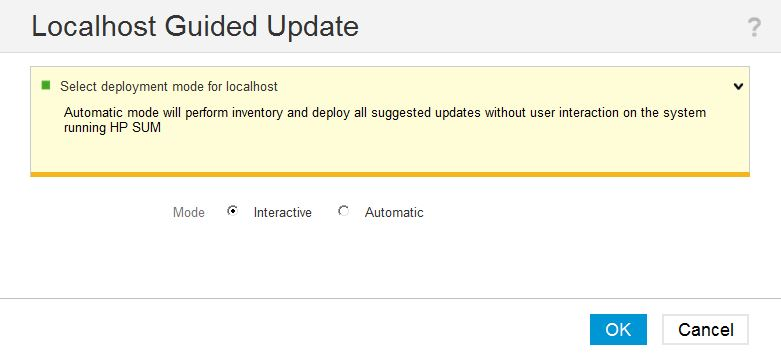 Localhost Guided Update
?
Select deployment mode for localhost
Automatic mode will perform inventory and deploy all suggested updates without user interaction on the system
running HP SUM
Mode Interactive Automatic
OK Cancel